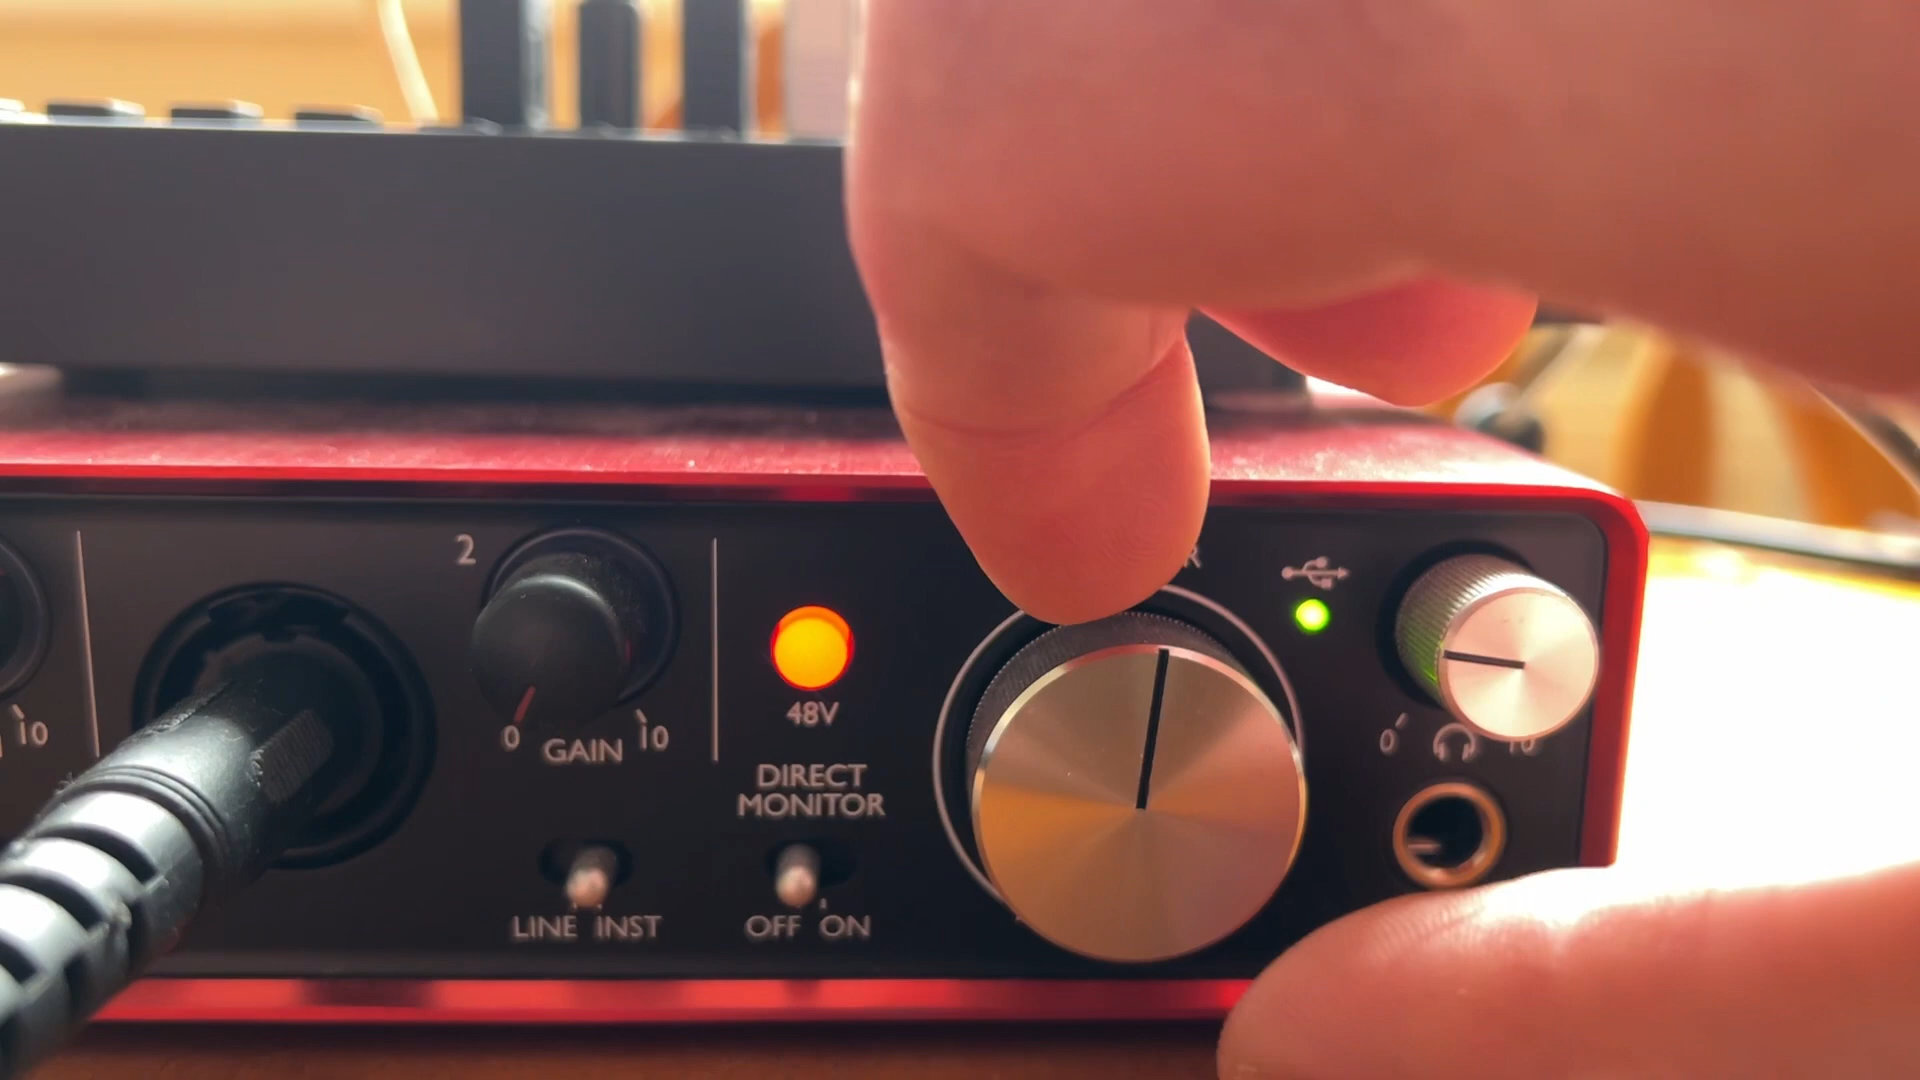 2
10
0
GAIN
10
48V
DIRECT
MONITOR
LINE INST
OFF ON
R
0
10